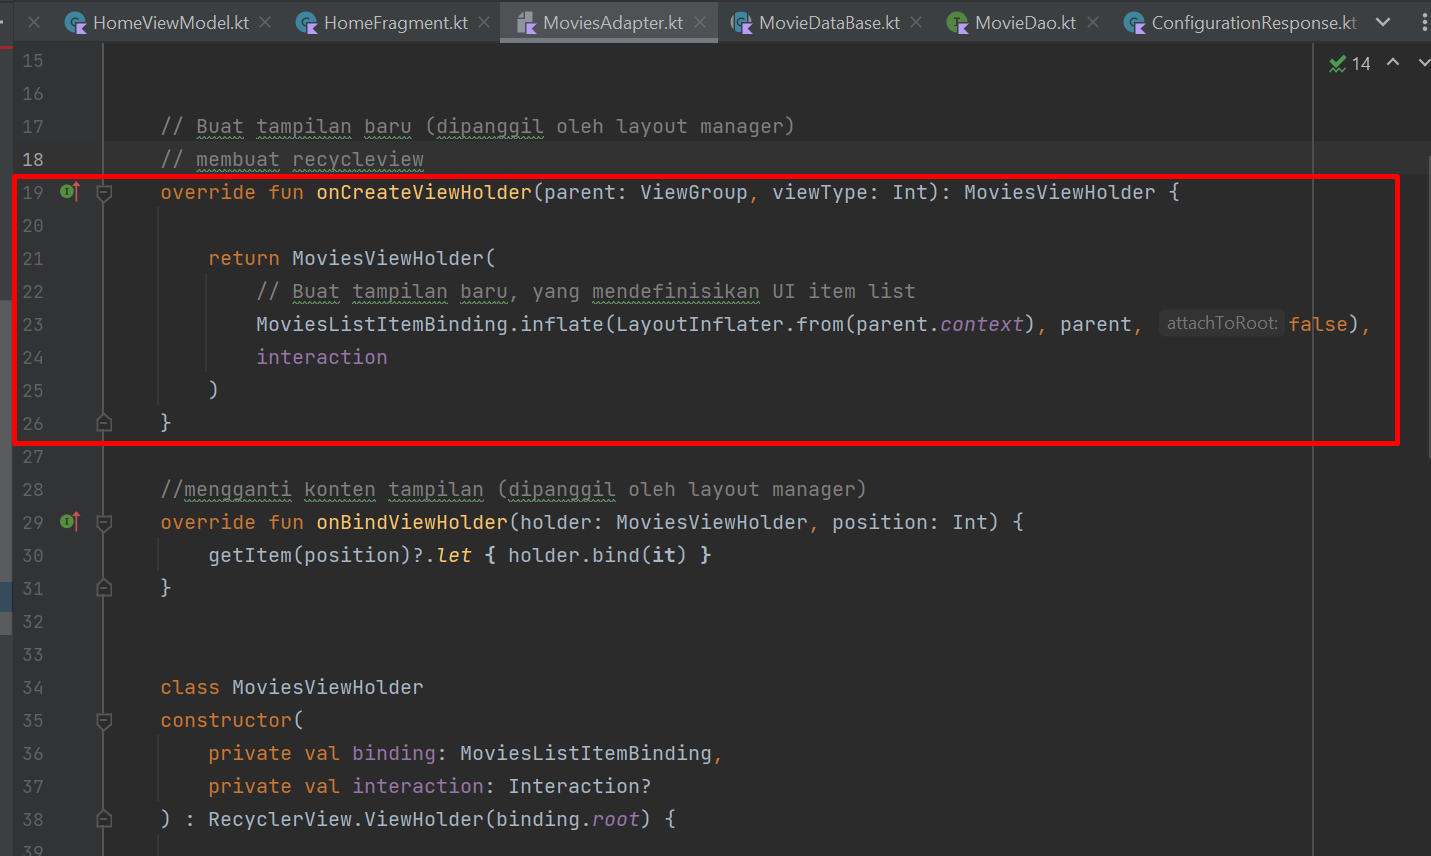 HomeViewModel.kt HomeFragment.kt MoviesAdapter.kt MovieDataBase.kt MovieDao.kt ConfigurationResponse.kt
14
15
16
17 // Buat tampilan baru (dipanggil oleh layout manager)
18 // membuat recycleview
19 override fun onCreateViewHolder(parent: ViewGroup, viewType: Int): MoviesViewHolder {
20
21 return MoviesViewHolder(
22 // Buat tampilan baru, yang mendefinisikan UI item list
23 MoviesListItemBinding.inflate(LayoutInflater.from(parent.context), parent, attachToRoot: false),
24 interaction
25 )
26 }
27
28 //mengganti konten tampilan (dipanggil oleh layout manager)
29 override fun onBindViewHolder(holder: MoviesViewHolder, position: Int) {
30 getItem(position)?.let { holder.bind(it) }
31 }
32
33
34 class MoviesViewHolder
35 constructor(
36 private val binding: MoviesListItemBinding,
37 private val interaction: Interaction?
38 ) : RecyclerView.ViewHolder(binding.root) {
39